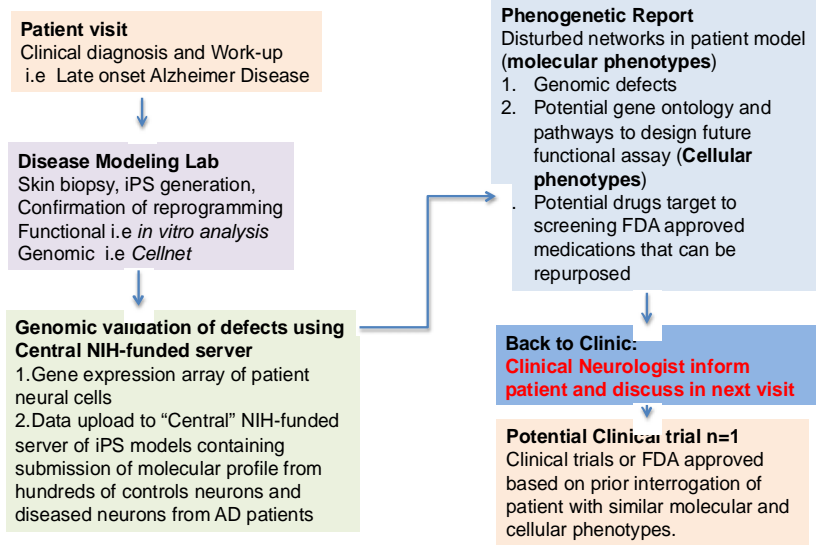 Patient visit
Clinical diagnosis and Work-up
i.e Late onset Alzheimer Disease
Disease Modeling Lab
Skin biopsy, iPS generation,
Confirmation of reprogramming
Functional i.e in vitro analysis
Genomic i.e Cellnet
Genomic validation of defects using
Central NIH-funded server
1.Gene expression array of patient
neural cells
2.Data upload to “Central” NIH-funded
server of iPS models containing
submission of molecular profile from
hundreds of controls neurons and
diseased neurons from AD patients
Phenogenetic Report
Disturbed networks in patient model
(molecular phenotypes)
1. Genomic defects
2. Potential gene ontology and
pathways to design future
functional assay (Cellular
phenotypes)
. Potential drugs target to
screening FDA approved
medications that can be
repurposed
Back to Clinic:
Clinical Neurologist inform
patient and discuss in next visit
Potential Clinical trial n=1
Clinical trials or FDA approved
based on prior interrogation of
patient with similar molecular and
cellular phenotypes.